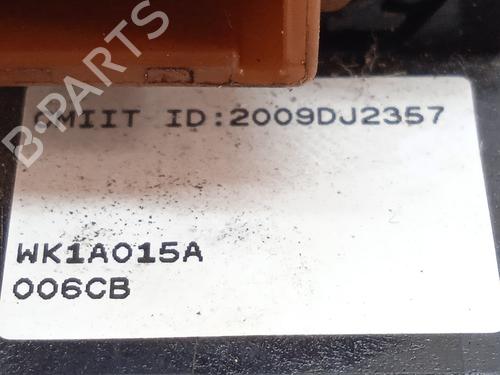 CMIIT ID:2009DJ2357
WK1A015A
006CB
B-PARTS